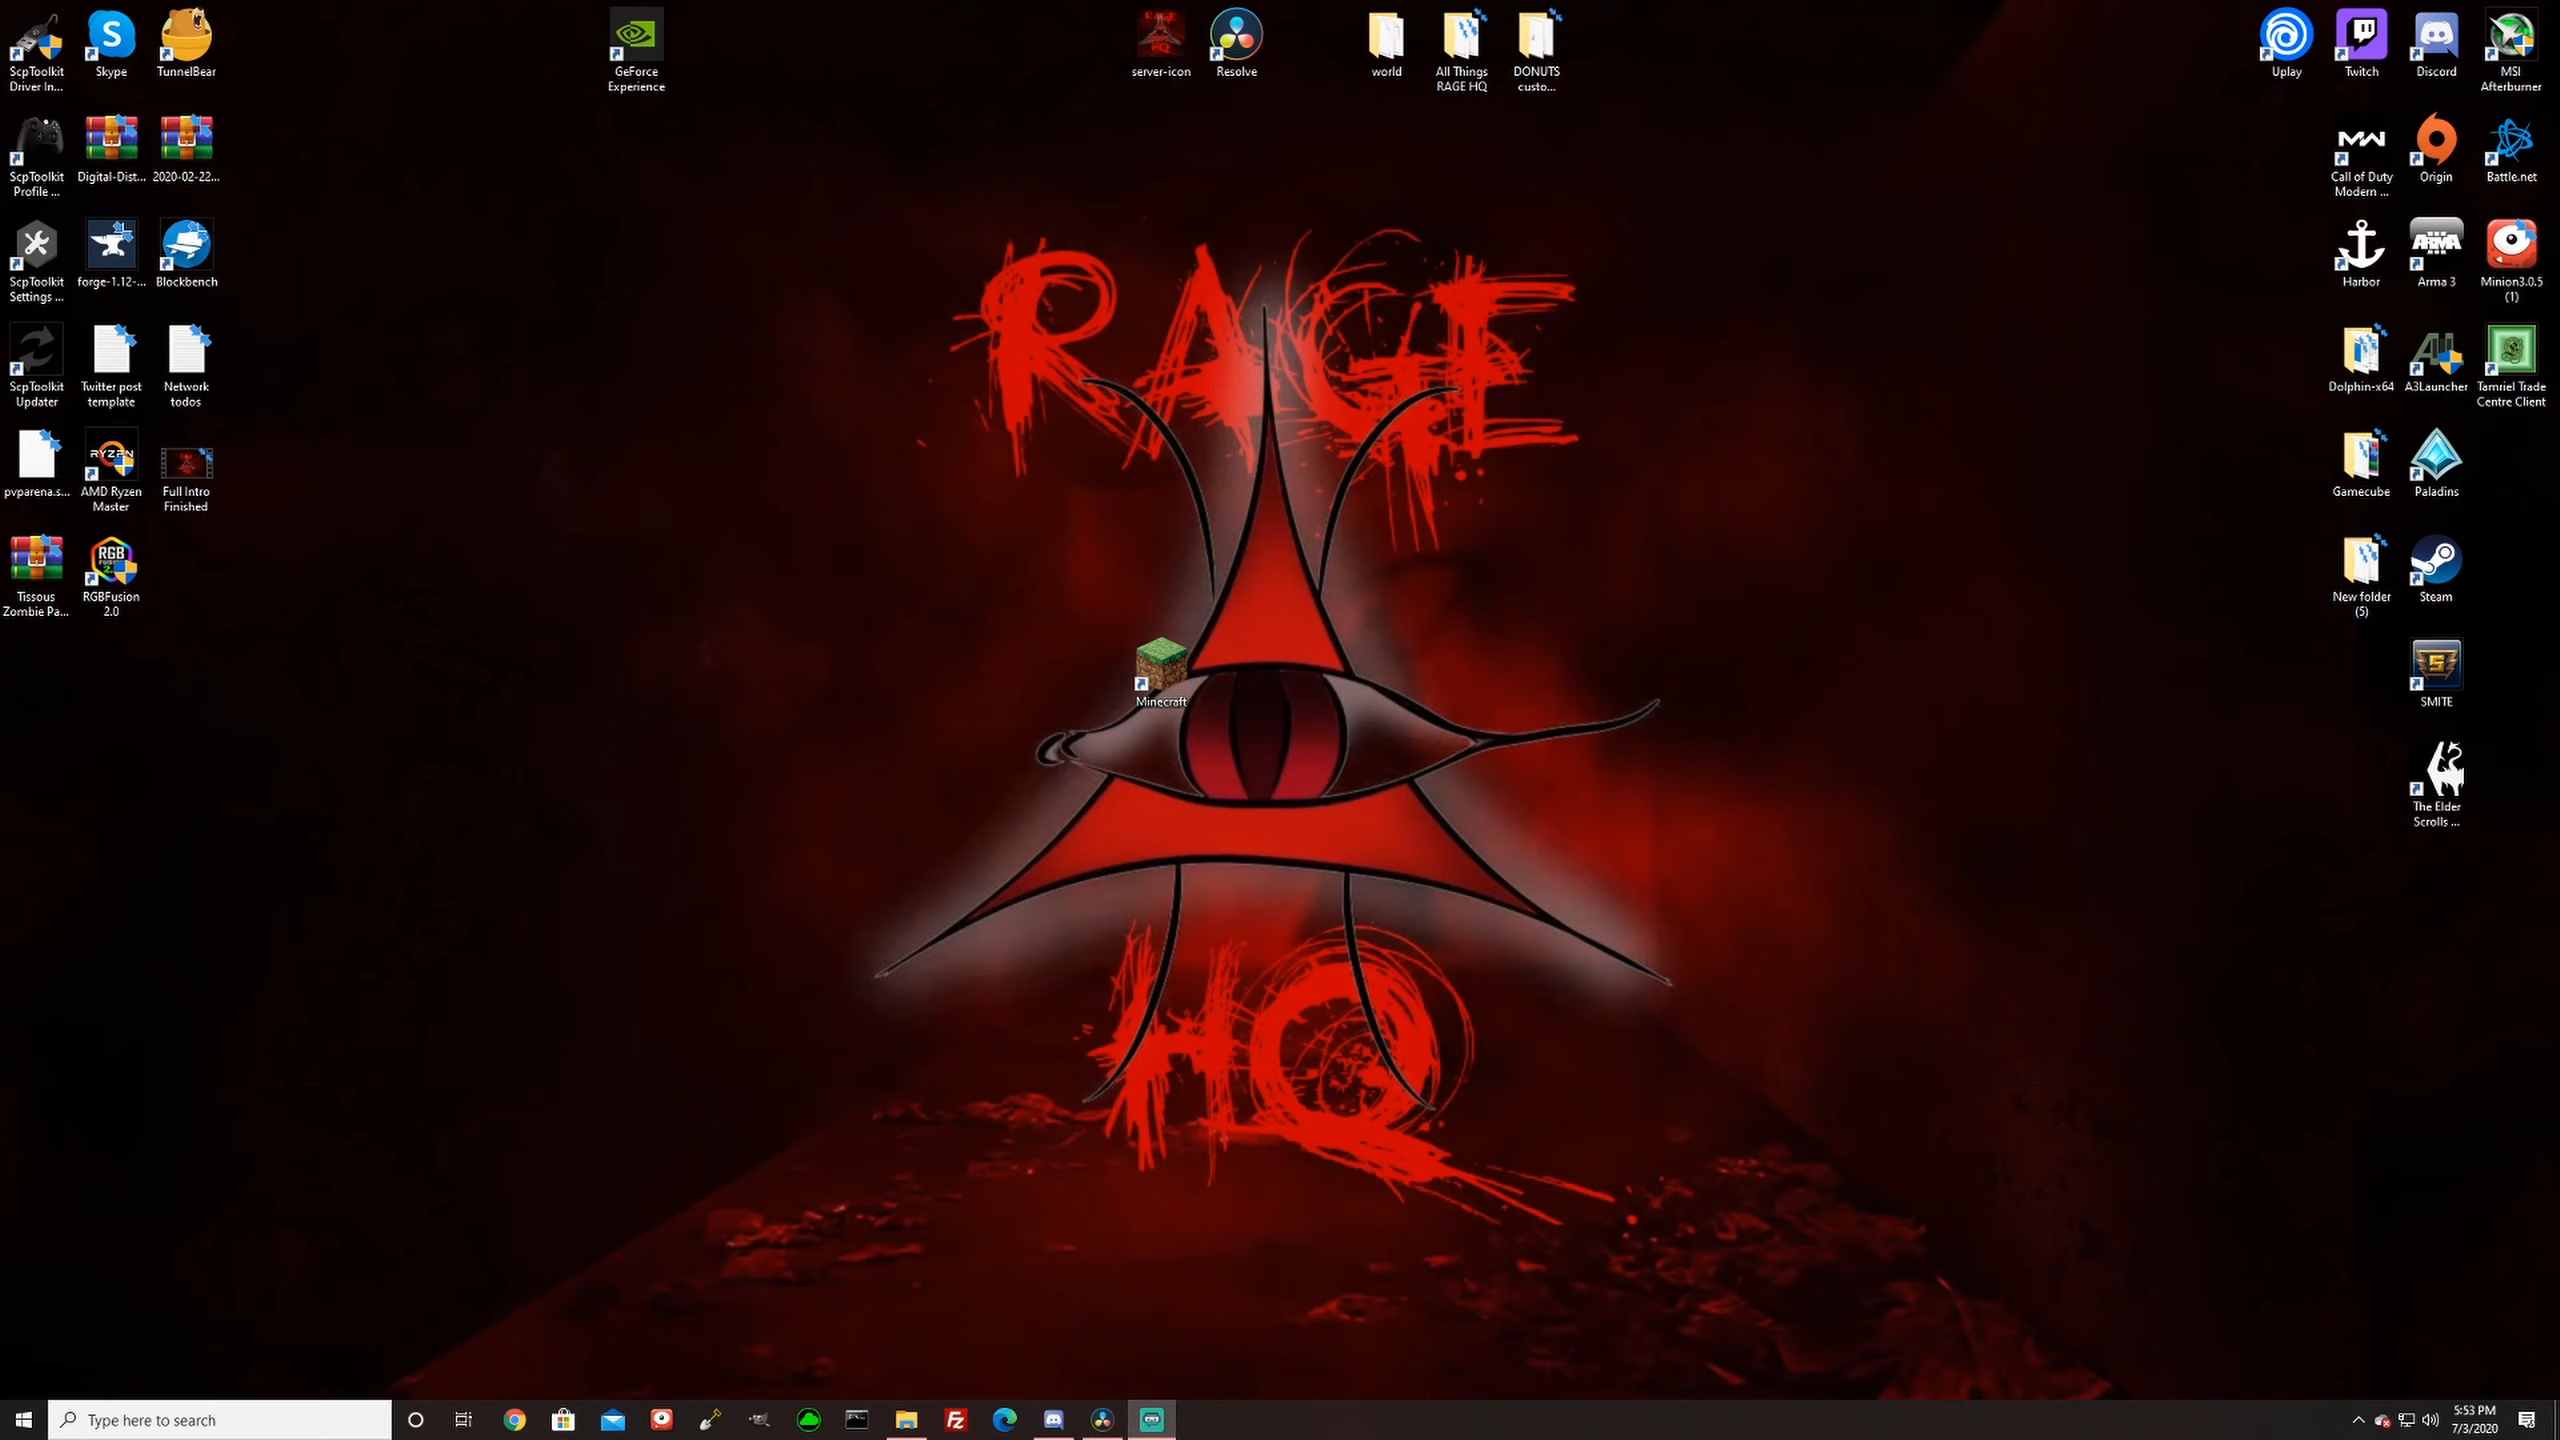 ScpToolkit
Driver In...
Skype
TunnelBear
GeForce
Experience
server-icon
Resolve
world
All Things
RAGE HQ
DONUTS
custo...
Uplay
Twitch
Discord
MSI
Afterburner
ScpToolkit
Profile ...
Digital-Dist...
2020-02-22...
Call of Duty
Modern ...
Origin
Battle.net
ScpToolkit
Settings ...
forge-1.12-...
Blockbench
Harbor
Arma 3
Minion3.0.5
(1)
ScpToolkit
Updater
Twitter post
template
Network
todos
Dolphin-x64
A3Launcher
Tamriel Trade
Centre Client
pvparena.s...
AMD Ryzen
Master
Full Intro
Finished
Gamecube
Paladins
Tissous
Zombie Pa...
RGBFusion
2.0
New folder
(5)
Steam
Minecraft
SMITE
The Elder
Scrolls ...
RAGE
HQ
Type here to search
5:53 PM
7/3/2020